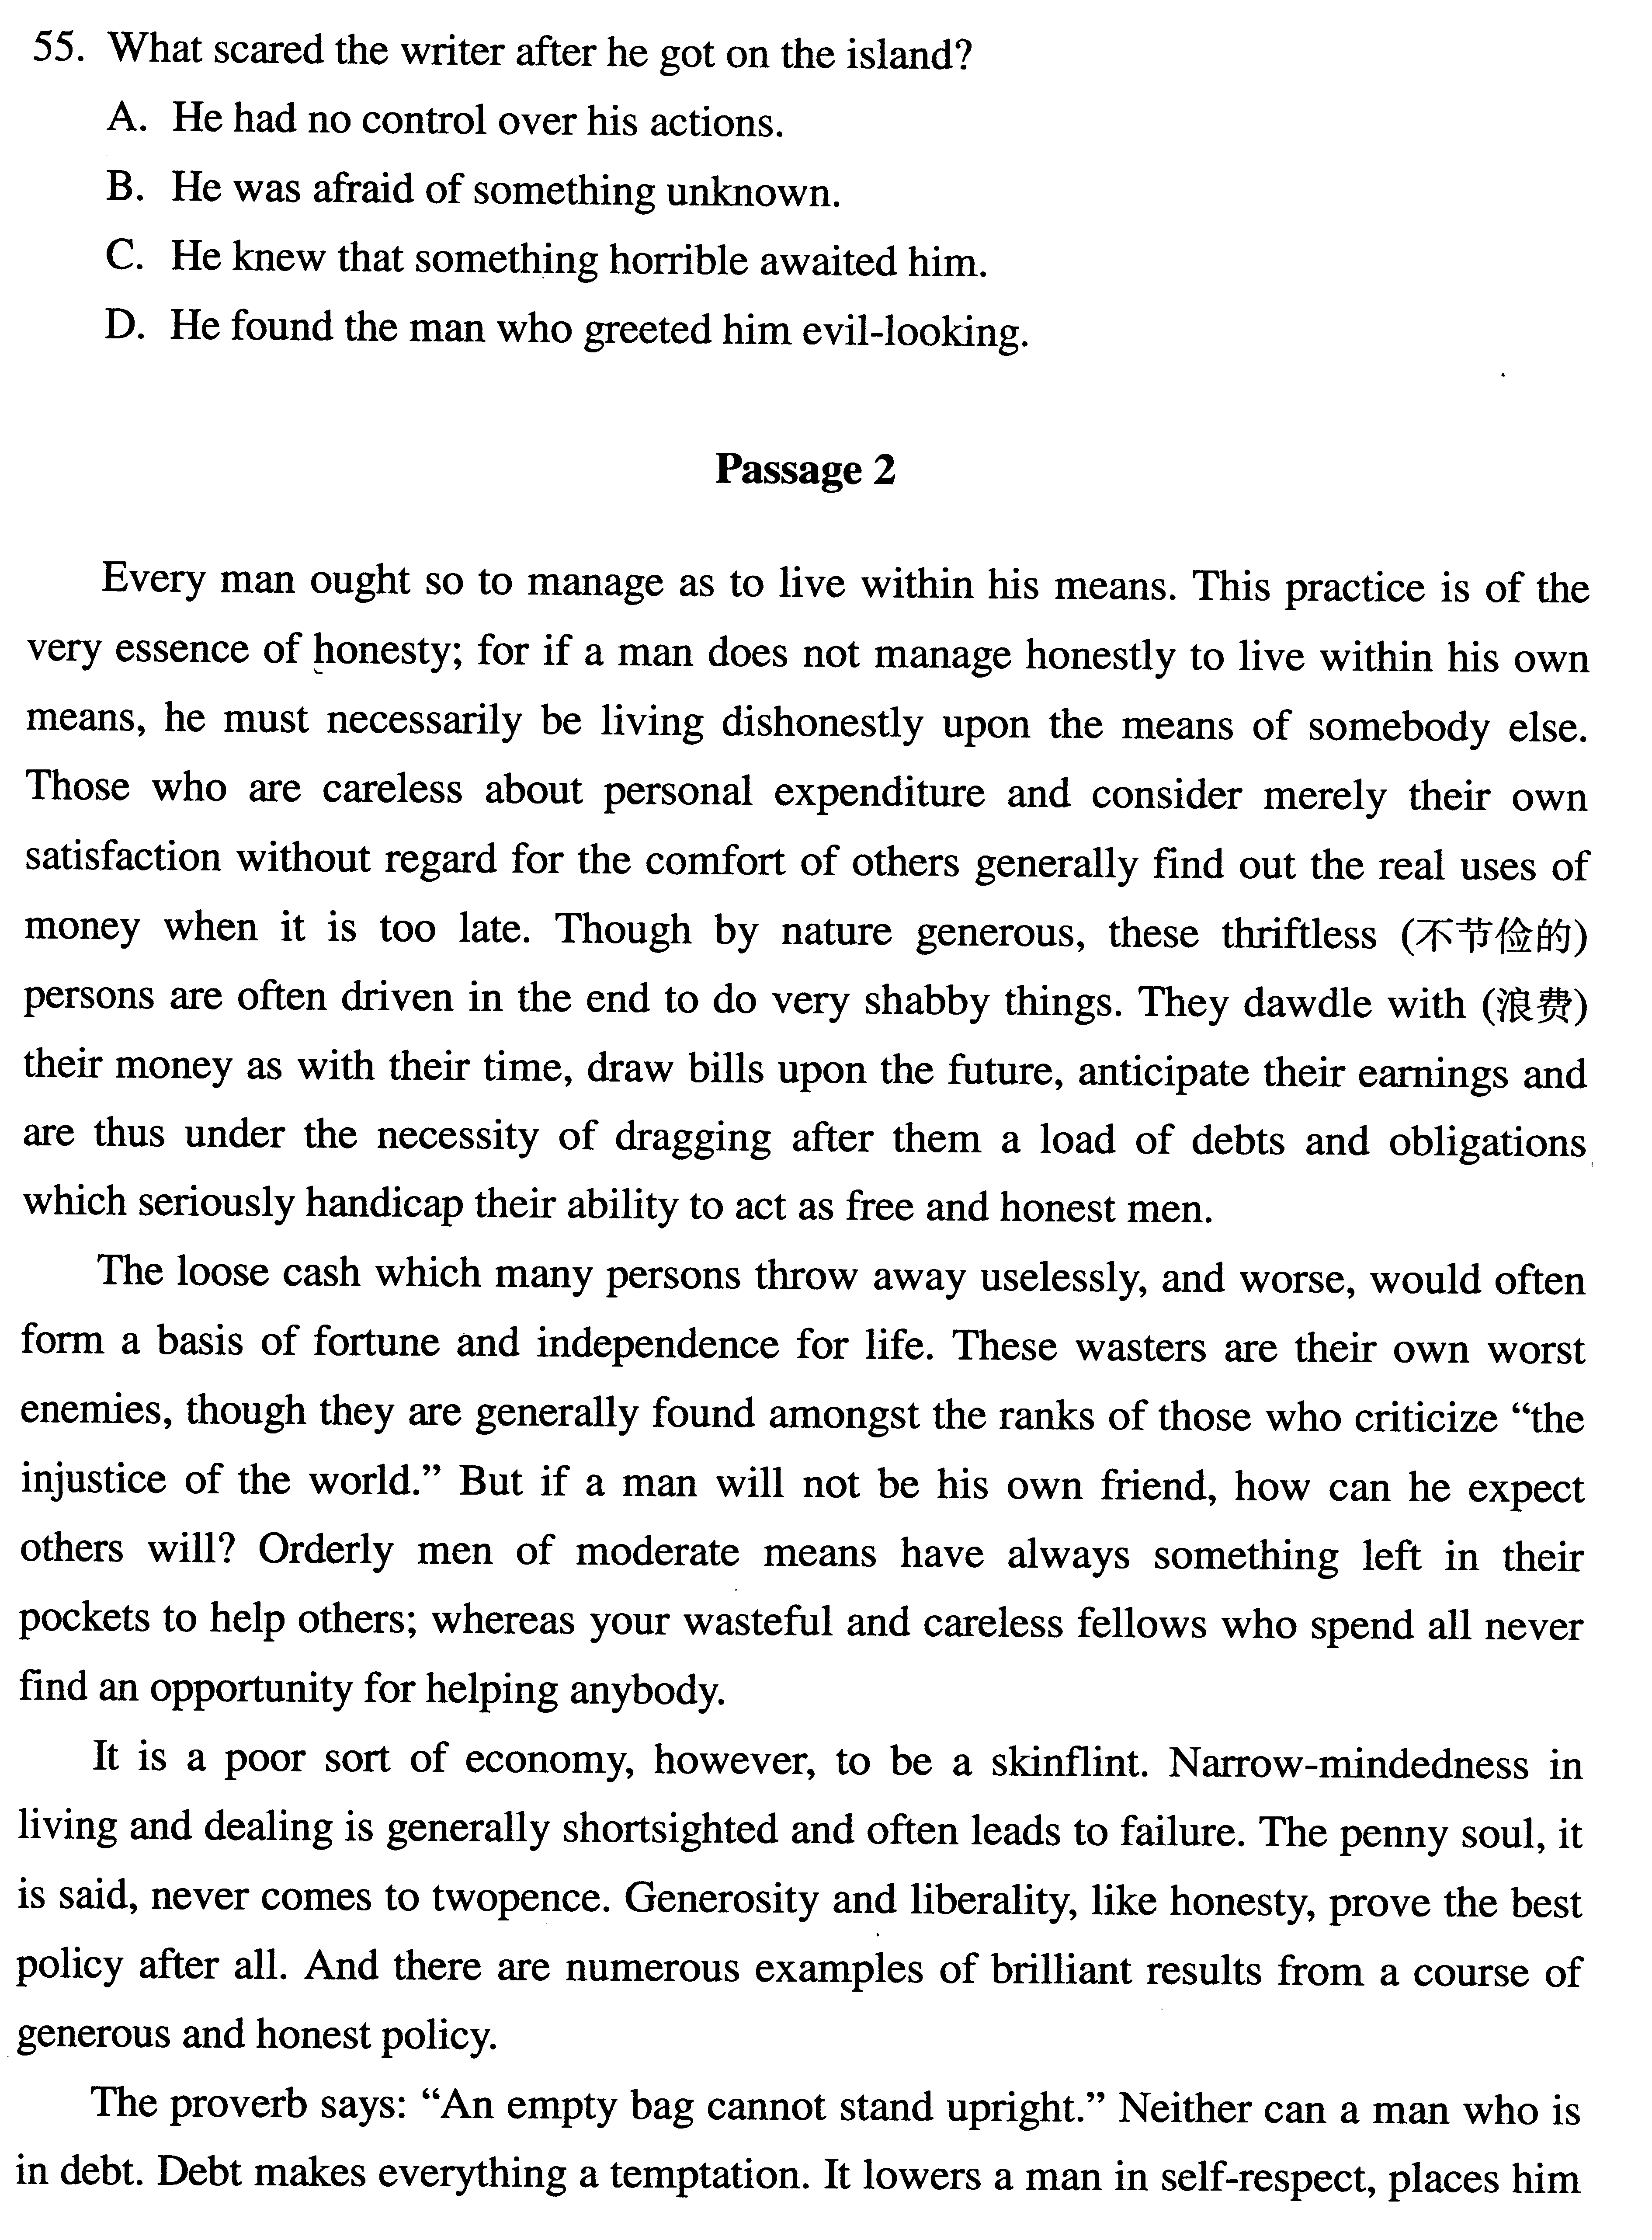 55. What scared the writer after he got on the island?
A. He had no control over his actions.
B. He was afraid of something unknown.
C. He knew that something horrible awaited him.
D. He found the man who greeted him evil-looking.
Passage 2
Every man ought so to manage as to live within his means. This practice is of the
very essence of honesty; for if a man does not manage honestly to live within his own
means, he must necessarily be living dishonestly upon the means of somebody else.
Those who are careless about personal expenditure and consider merely their own
satisfaction without regard for the comfort of others generally find out the real uses of
money when it is too late. Though by nature generous, these thriftless (不节俭的)
persons are often driven in the end to do very shabby things. They dawdle with (浪费)
their money as with their time, draw bills upon the future, anticipate their earnings and
are thus under the necessity of dragging after them a load of debts and obligations
which seriously handicap their ability to act as free and honest men.
The loose cash which many persons throw away uselessly, and worse, would often
form a basis of fortune and independence for life. These wasters are their own worst
enemies, though they are generally found amongst the ranks of those who criticize “the
injustice of the world.” But if a man will not be his own friend, how can he expect
others will? Orderly men of moderate means have always something left in their
pockets to help others; whereas your wasteful and careless fellows who spend all never
find an opportunity for helping anybody.
It is a poor sort of economy, however, to be a skinflint. Narrow-mindedness in
living and dealing is generally shortsighted and often leads to failure. The penny soul, it
is said, never comes to twopence. Generosity and liberality, like honesty, prove the best
policy after all. And there are numerous examples of brilliant results from a course of
generous and honest policy.
The proverb says: “An empty bag cannot stand upright.” Neither can a man who is
in debt. Debt makes everything a temptation. It lowers a man in self-respect, places him